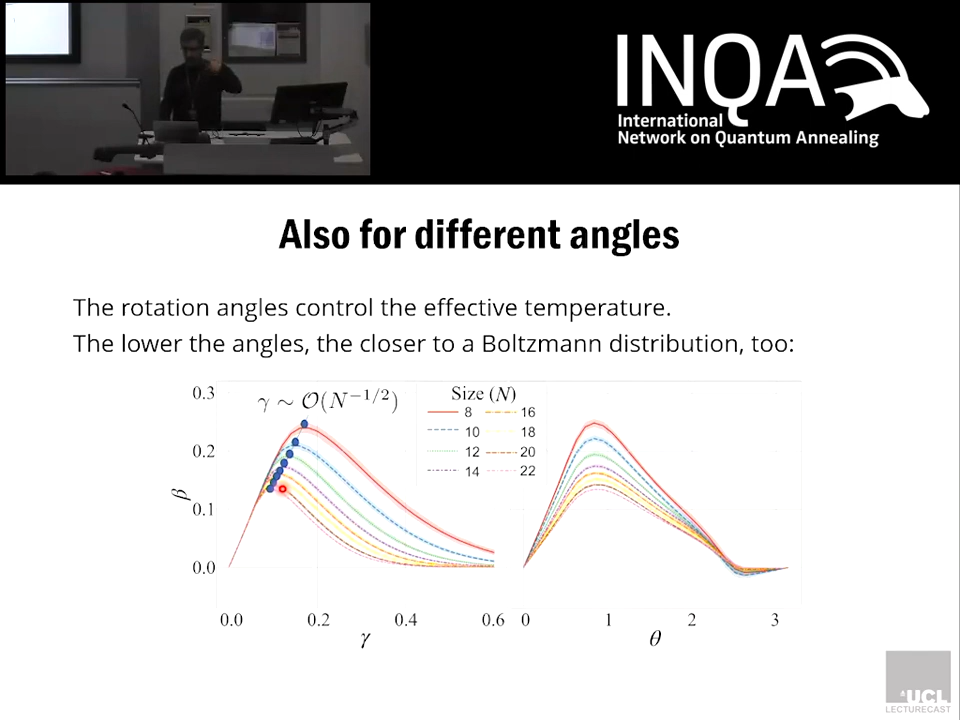 INQA
International
Network on Quantum Annealing
Also for different angles
The rotation angles control the effective temperature.
The lower the angles, the closer to a Boltzmann distribution, too:
γ ~ O(N^{-1/2})
Size (N)
8 16
10 18
12 20
14 22
0.3
0.2
0.1
0.0
β
0.0 0.2 0.4 0.6
γ
0 1 2 3
θ
UCL
LECTURECAST